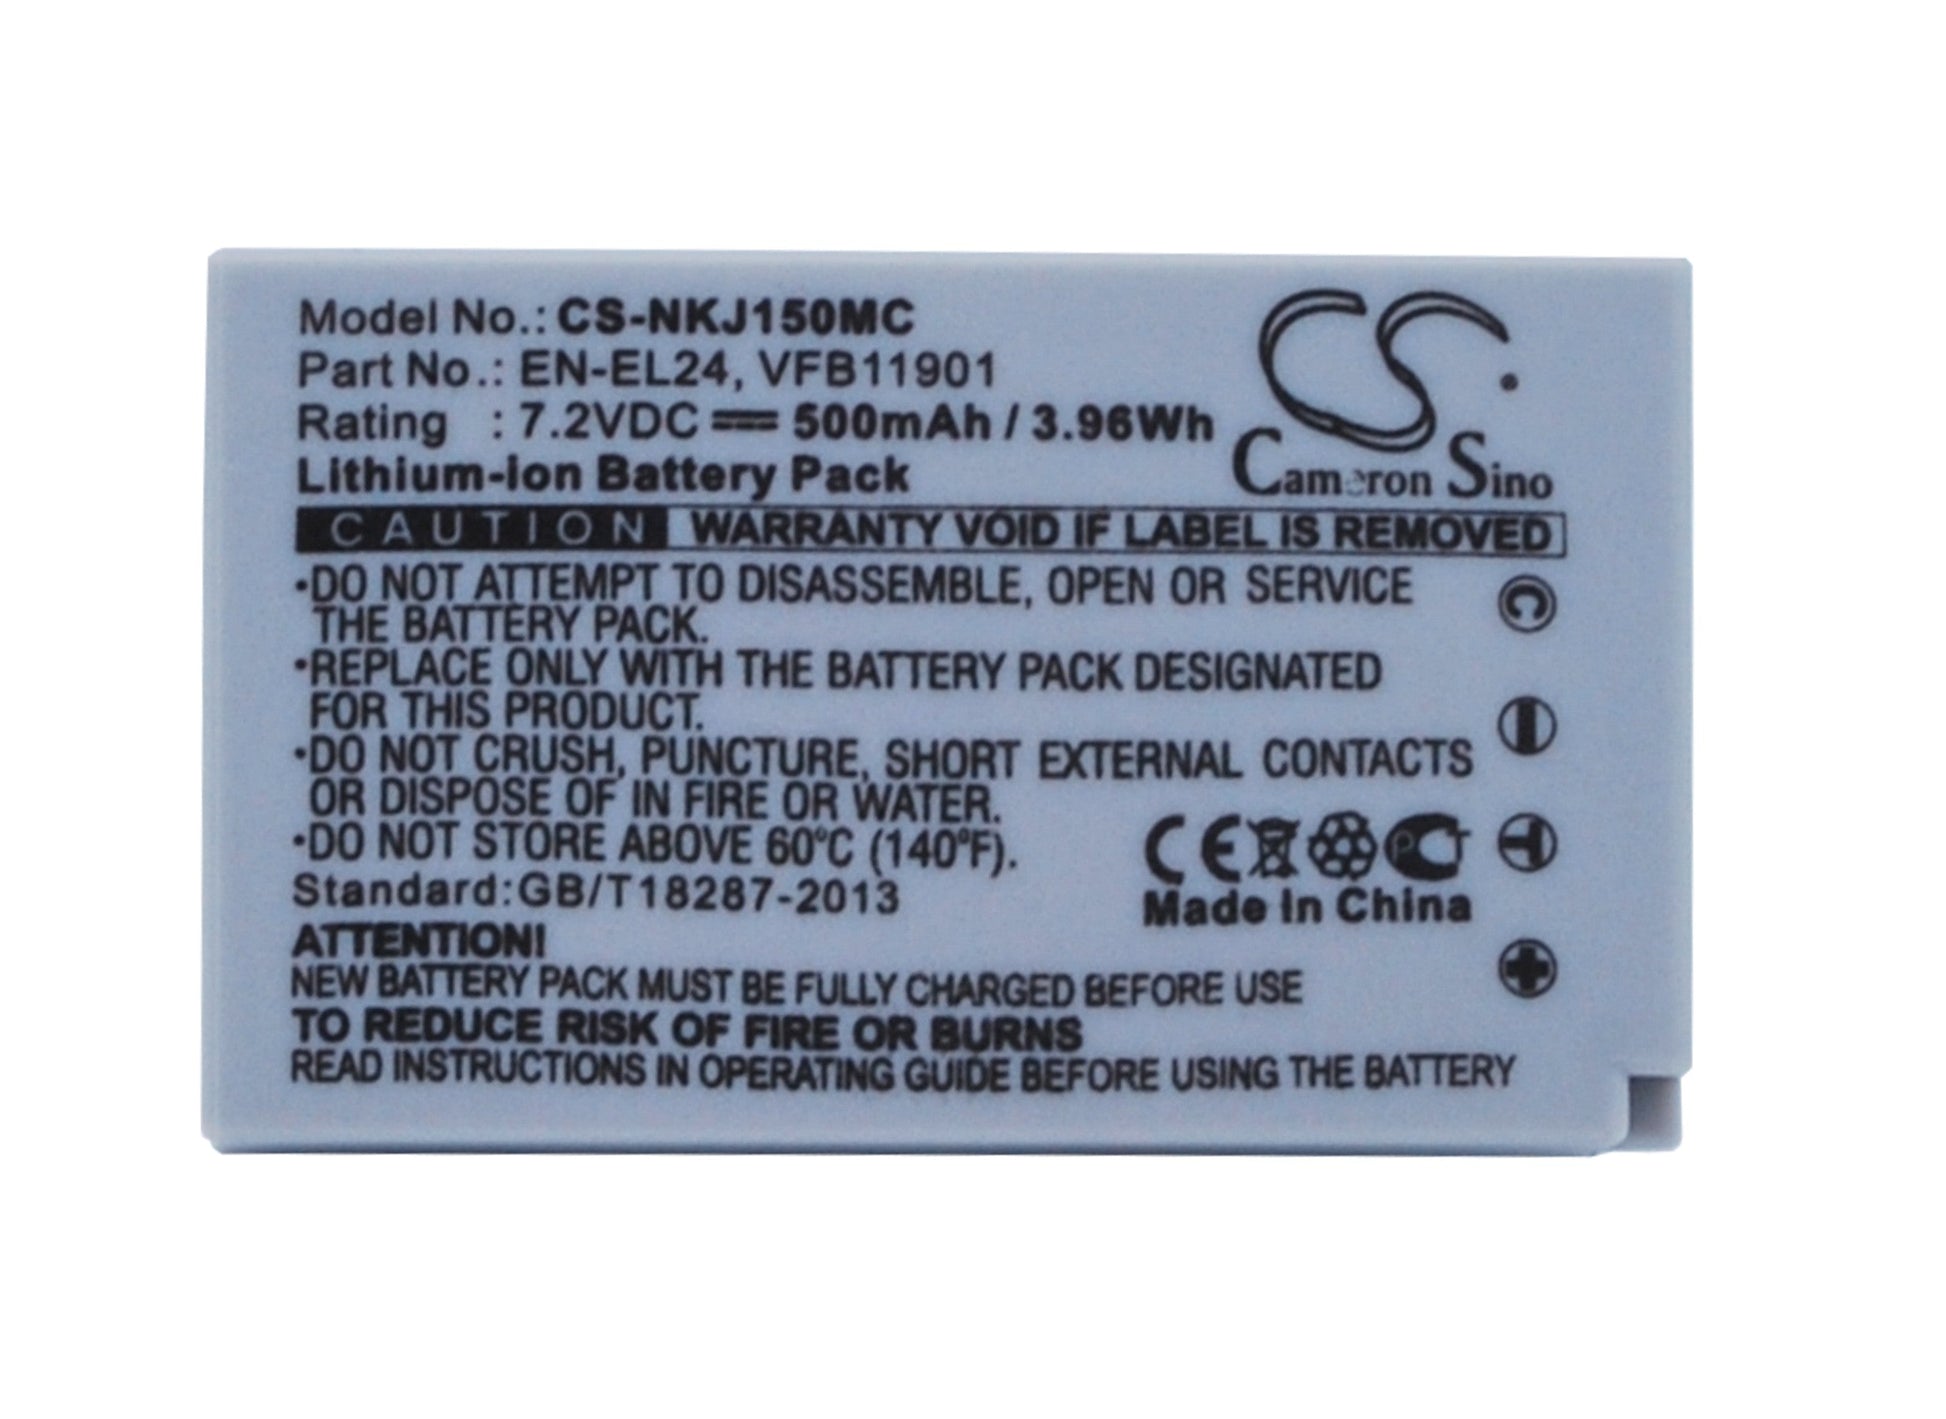 Model No.: CS-NKJ150MC
Part No.: EN-EL24, VFB11901
Rating : 7.2VDC 500mAh / 3.96Wh
Lithium-ion Battery Pack
CS
Cameron Sino
CAUTION WARRANTY VOID IF LABEL IS REMOVED
•DO NOT ATTEMPT TO DISASSEMBLE, OPEN OR SERVICE
THE BATTERY PACK.
•REPLACE ONLY WITH THE BATTERY PACK DESIGNATED
FOR THIS PRODUCT.
•DO NOT CRUSH, PUNCTURE, SHORT EXTERNAL CONTACTS
OR DISPOSE OF IN FIRE OR WATER.
•DO NOT STORE ABOVE 60°C (140°F).
Standard:GB/T18287-2013
CE
Made In China
C
T
+
ATTENTION!
NEW BATTERY PACK MUST BE FULLY CHARGED BEFORE USE
TO REDUCE RISK OF FIRE OR BURNS
READ INSTRUCTIONS IN OPERATING GUIDE BEFORE USING THE BATTERY